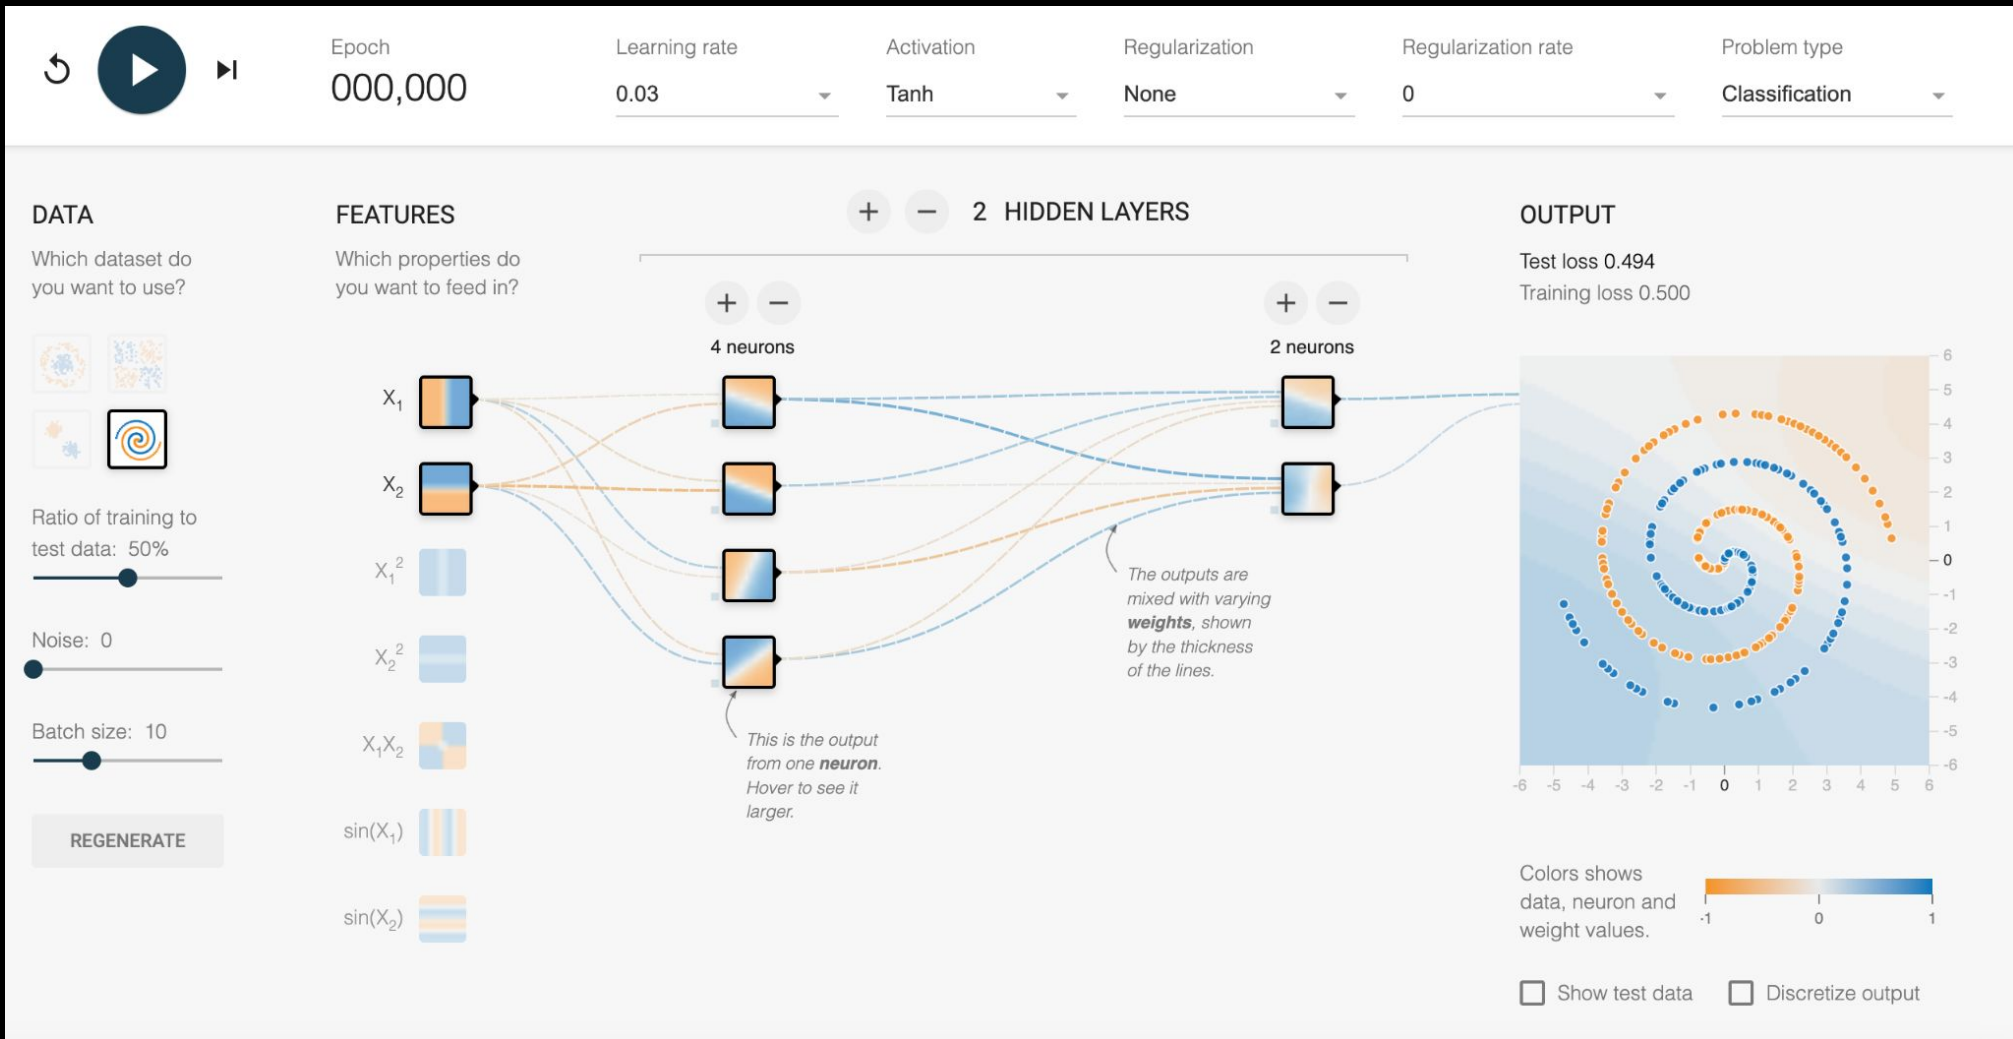 Epoch
000,000
Learning rate
0.03
Activation
Tanh
Regularization
None
Regularization rate
0
Problem type
Classification
DATA
Which dataset do
you want to use?
Ratio of training to
test data: 50%
Noise: 0
Batch size: 10
REGENERATE
FEATURES
Which properties do
you want to feed in?
X₁
X₂
X₁²
X₂²
X₁X₂
sin(X₁)
sin(X₂)
+ − 2 HIDDEN LAYERS
+ −
4 neurons
+ −
2 neurons
This is the output
from one neuron.
Hover to see it
larger.
The outputs are
mixed with varying
weights, shown
by the thickness
of the lines.
OUTPUT
Test loss 0.494
Training loss 0.500
6
5
4
3
2
1
0
-1
-2
-3
-4
-5
-6
-6 -5 -4 -3 -2 -1 0 1 2 3 4 5 6
Colors shows
data, neuron and
weight values.
-1 0 1
Show test data
Discretize output